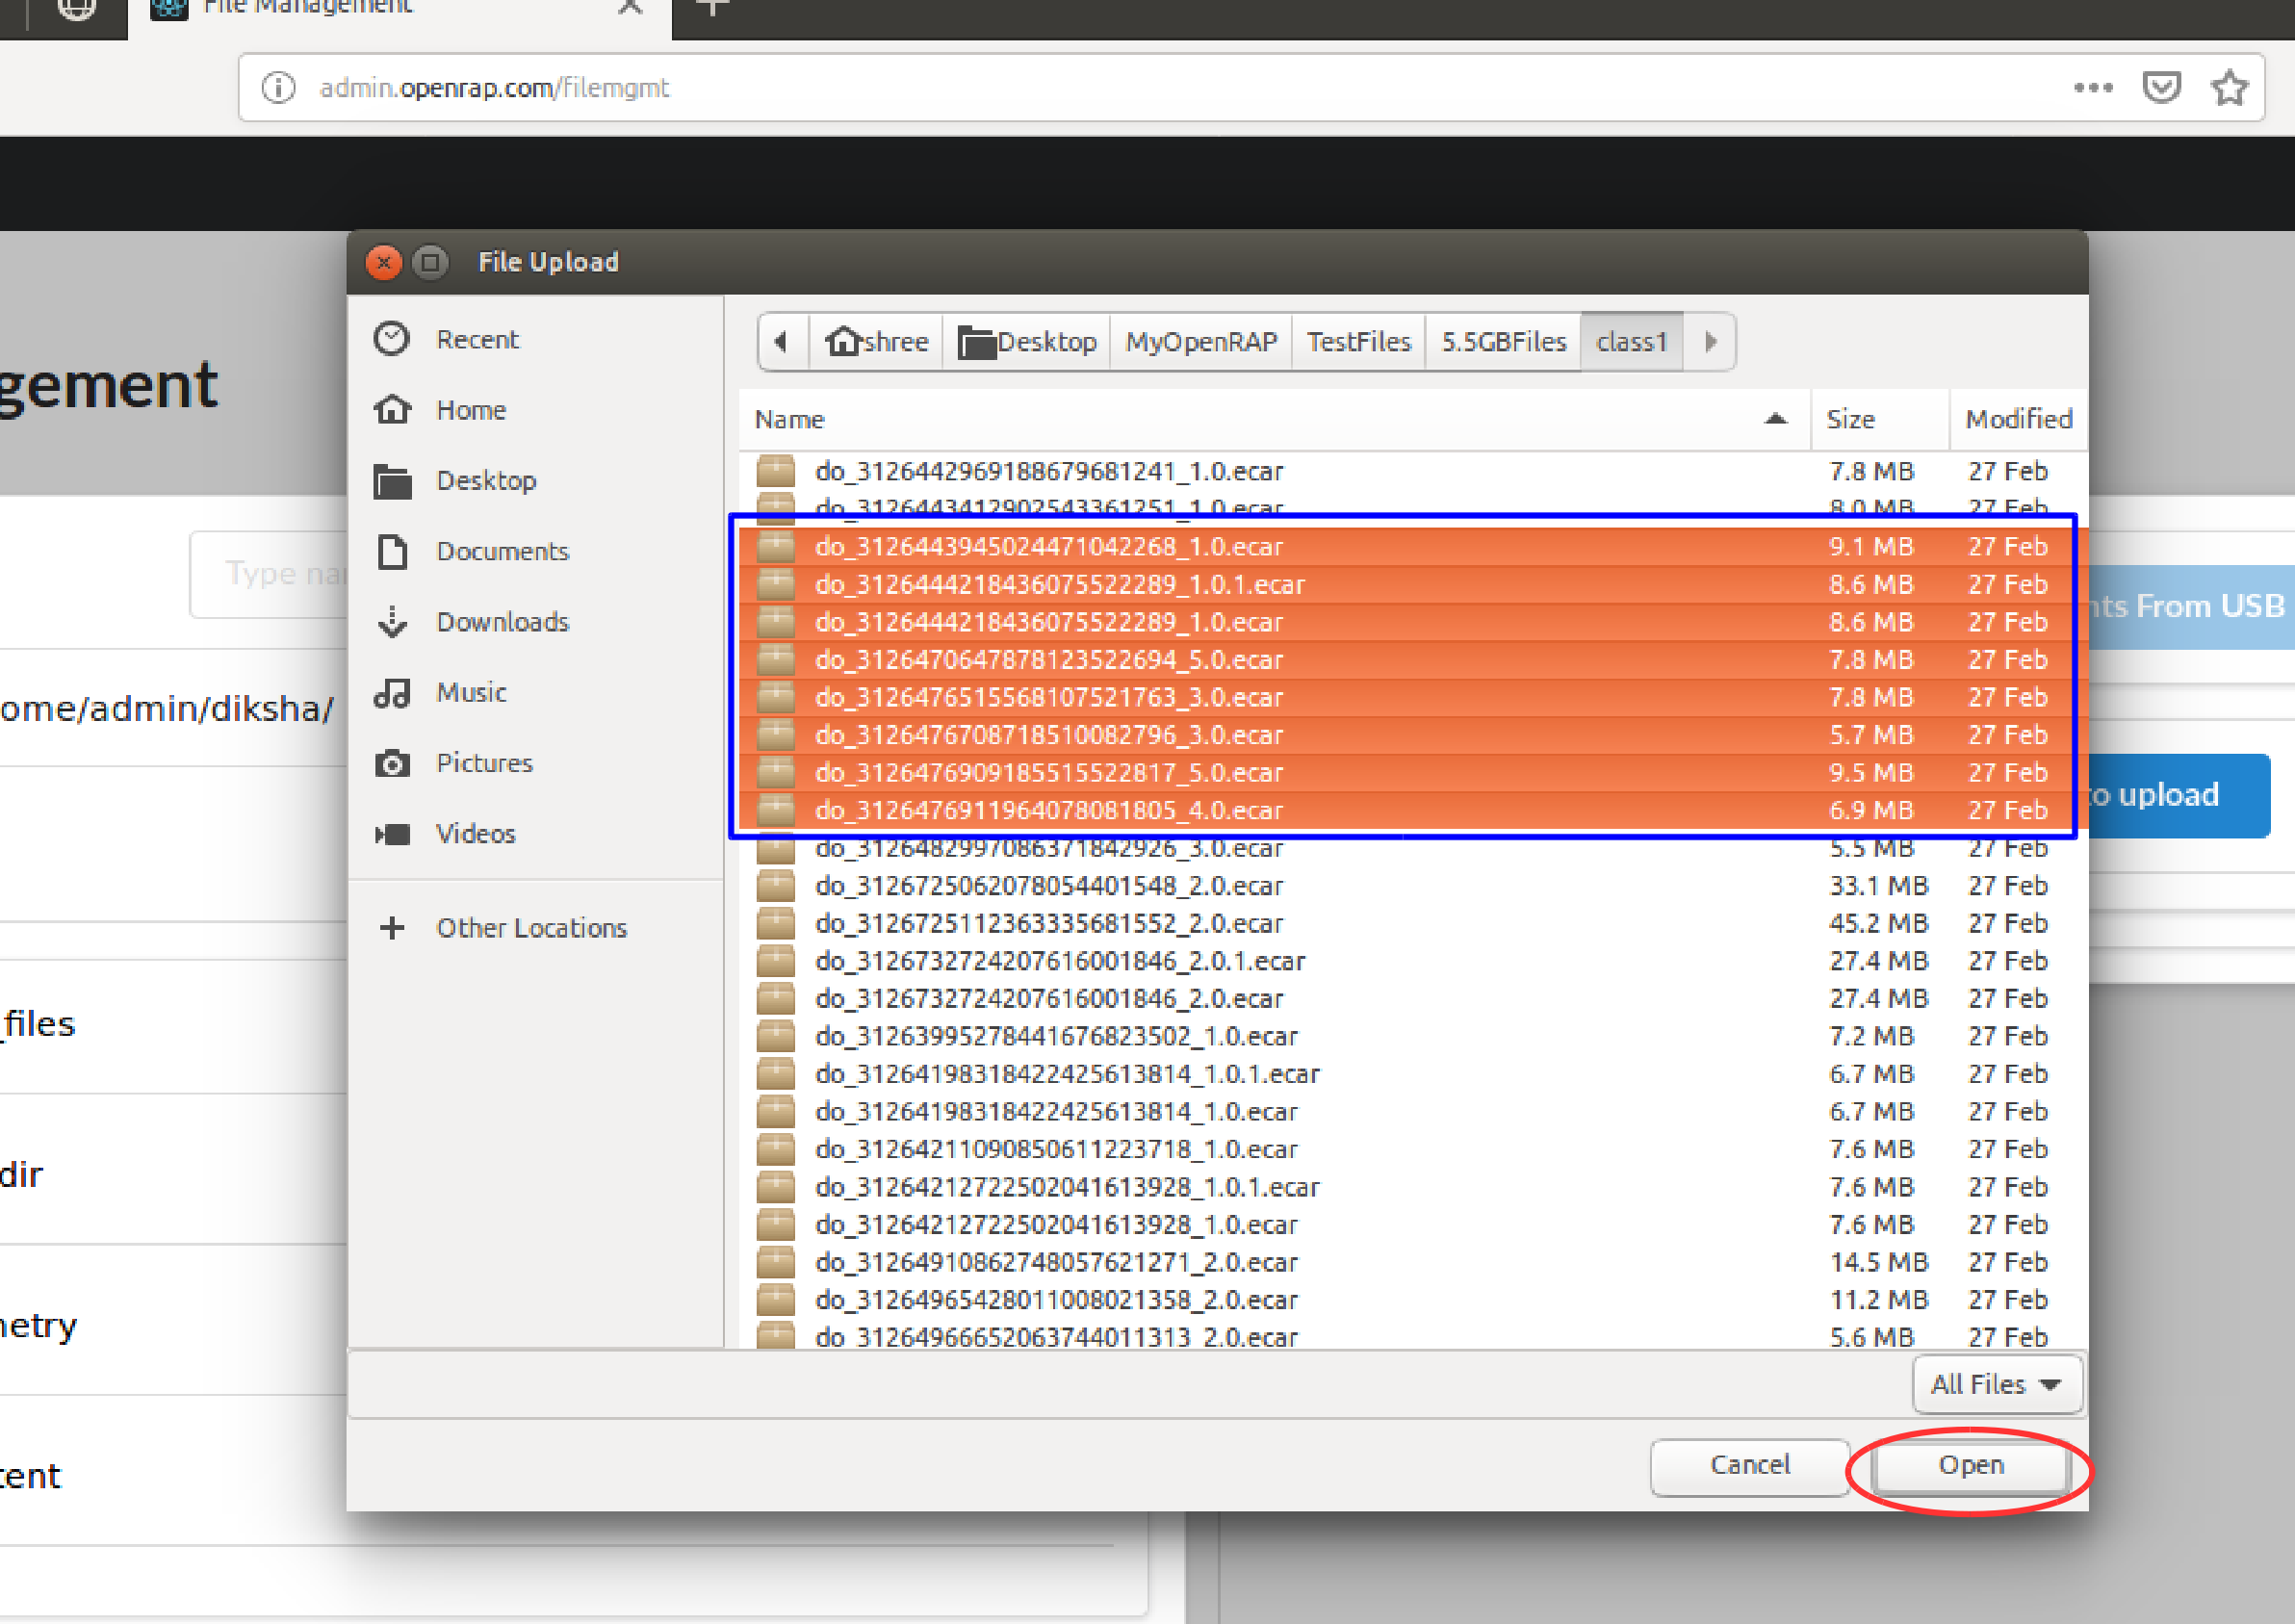 File Management
admin.openrap.com/filemgmt
File Upload
Recent
Home
Desktop
Documents
Downloads
Music
Pictures
Videos
Other Locations
shree Desktop MyOpenRAP TestFiles 5.5GBFiles class1
Name Size Modified
do_3126442969188679681241_1.0.ecar 7.8 MB 27 Feb
do_3126443412902543361251_1.0.ecar 8.0 MB 27 Feb
do_3126443945024471042268_1.0.ecar 9.1 MB 27 Feb
do_3126444218436075522289_1.0.1.ecar 8.6 MB 27 Feb
do_3126444218436075522289_1.0.ecar 8.6 MB 27 Feb
do_3126470647878123522694_5.0.ecar 7.8 MB 27 Feb
do_3126476515568107521763_3.0.ecar 7.8 MB 27 Feb
do_3126476708718510082796_3.0.ecar 5.7 MB 27 Feb
do_3126476909185515522817_5.0.ecar 9.5 MB 27 Feb
do_3126476911964078081805_4.0.ecar 6.9 MB 27 Feb
do_3126482997086371842926_3.0.ecar 5.5 MB 27 Feb
do_3126725062078054401548_2.0.ecar 33.1 MB 27 Feb
do_3126725112363335681552_2.0.ecar 45.2 MB 27 Feb
do_3126732724207616001846_2.0.1.ecar 27.4 MB 27 Feb
do_3126732724207616001846_2.0.ecar 27.4 MB 27 Feb
do_31263995278441676823502_1.0.ecar 7.2 MB 27 Feb
do_31264198318422425613814_1.0.1.ecar 6.7 MB 27 Feb
do_31264198318422425613814_1.0.ecar 6.7 MB 27 Feb
do_31264211090850611223718_1.0.ecar 7.6 MB 27 Feb
do_31264212722502041613928_1.0.1.ecar 7.6 MB 27 Feb
do_31264212722502041613928_1.0.ecar 7.6 MB 27 Feb
do_31264910862748057621271_2.0.ecar 14.5 MB 27 Feb
do_31264965428011008021358_2.0.ecar 11.2 MB 27 Feb
do_31264966652063744011313_2.0.ecar 5.6 MB 27 Feb
All Files
Cancel Open
gement
Type na
ome/admin/diksha/
_files
dir
netry
tent
nts From USB
to upload